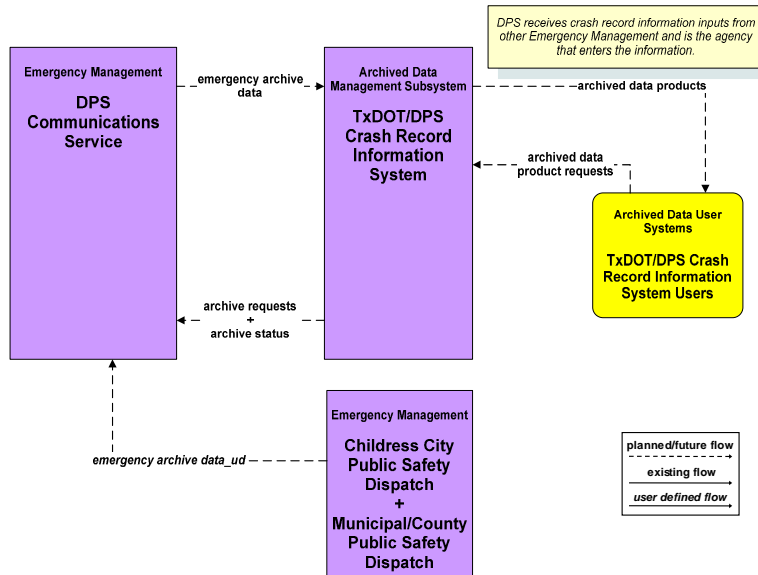 DPS receives crash record information inputs from
other Emergency Management and is the agency
that enters the information.
Emergency Management
DPS
Communications
Service
emergency archive
data
Archived Data
Management Subsystem
TxDOT/DPS
Crash Record
Information
System
archived data products
archived data
product requests
Archived Data User
Systems
TxDOT/DPS Crash
Record Information
System Users
archive requests
+
archive status
Emergency Management
Childress City
Public Safety
Dispatch
+
Municipal/County
Public Safety
Dispatch
emergency archive data_ud
planned/future flow
existing flow
user defined flow